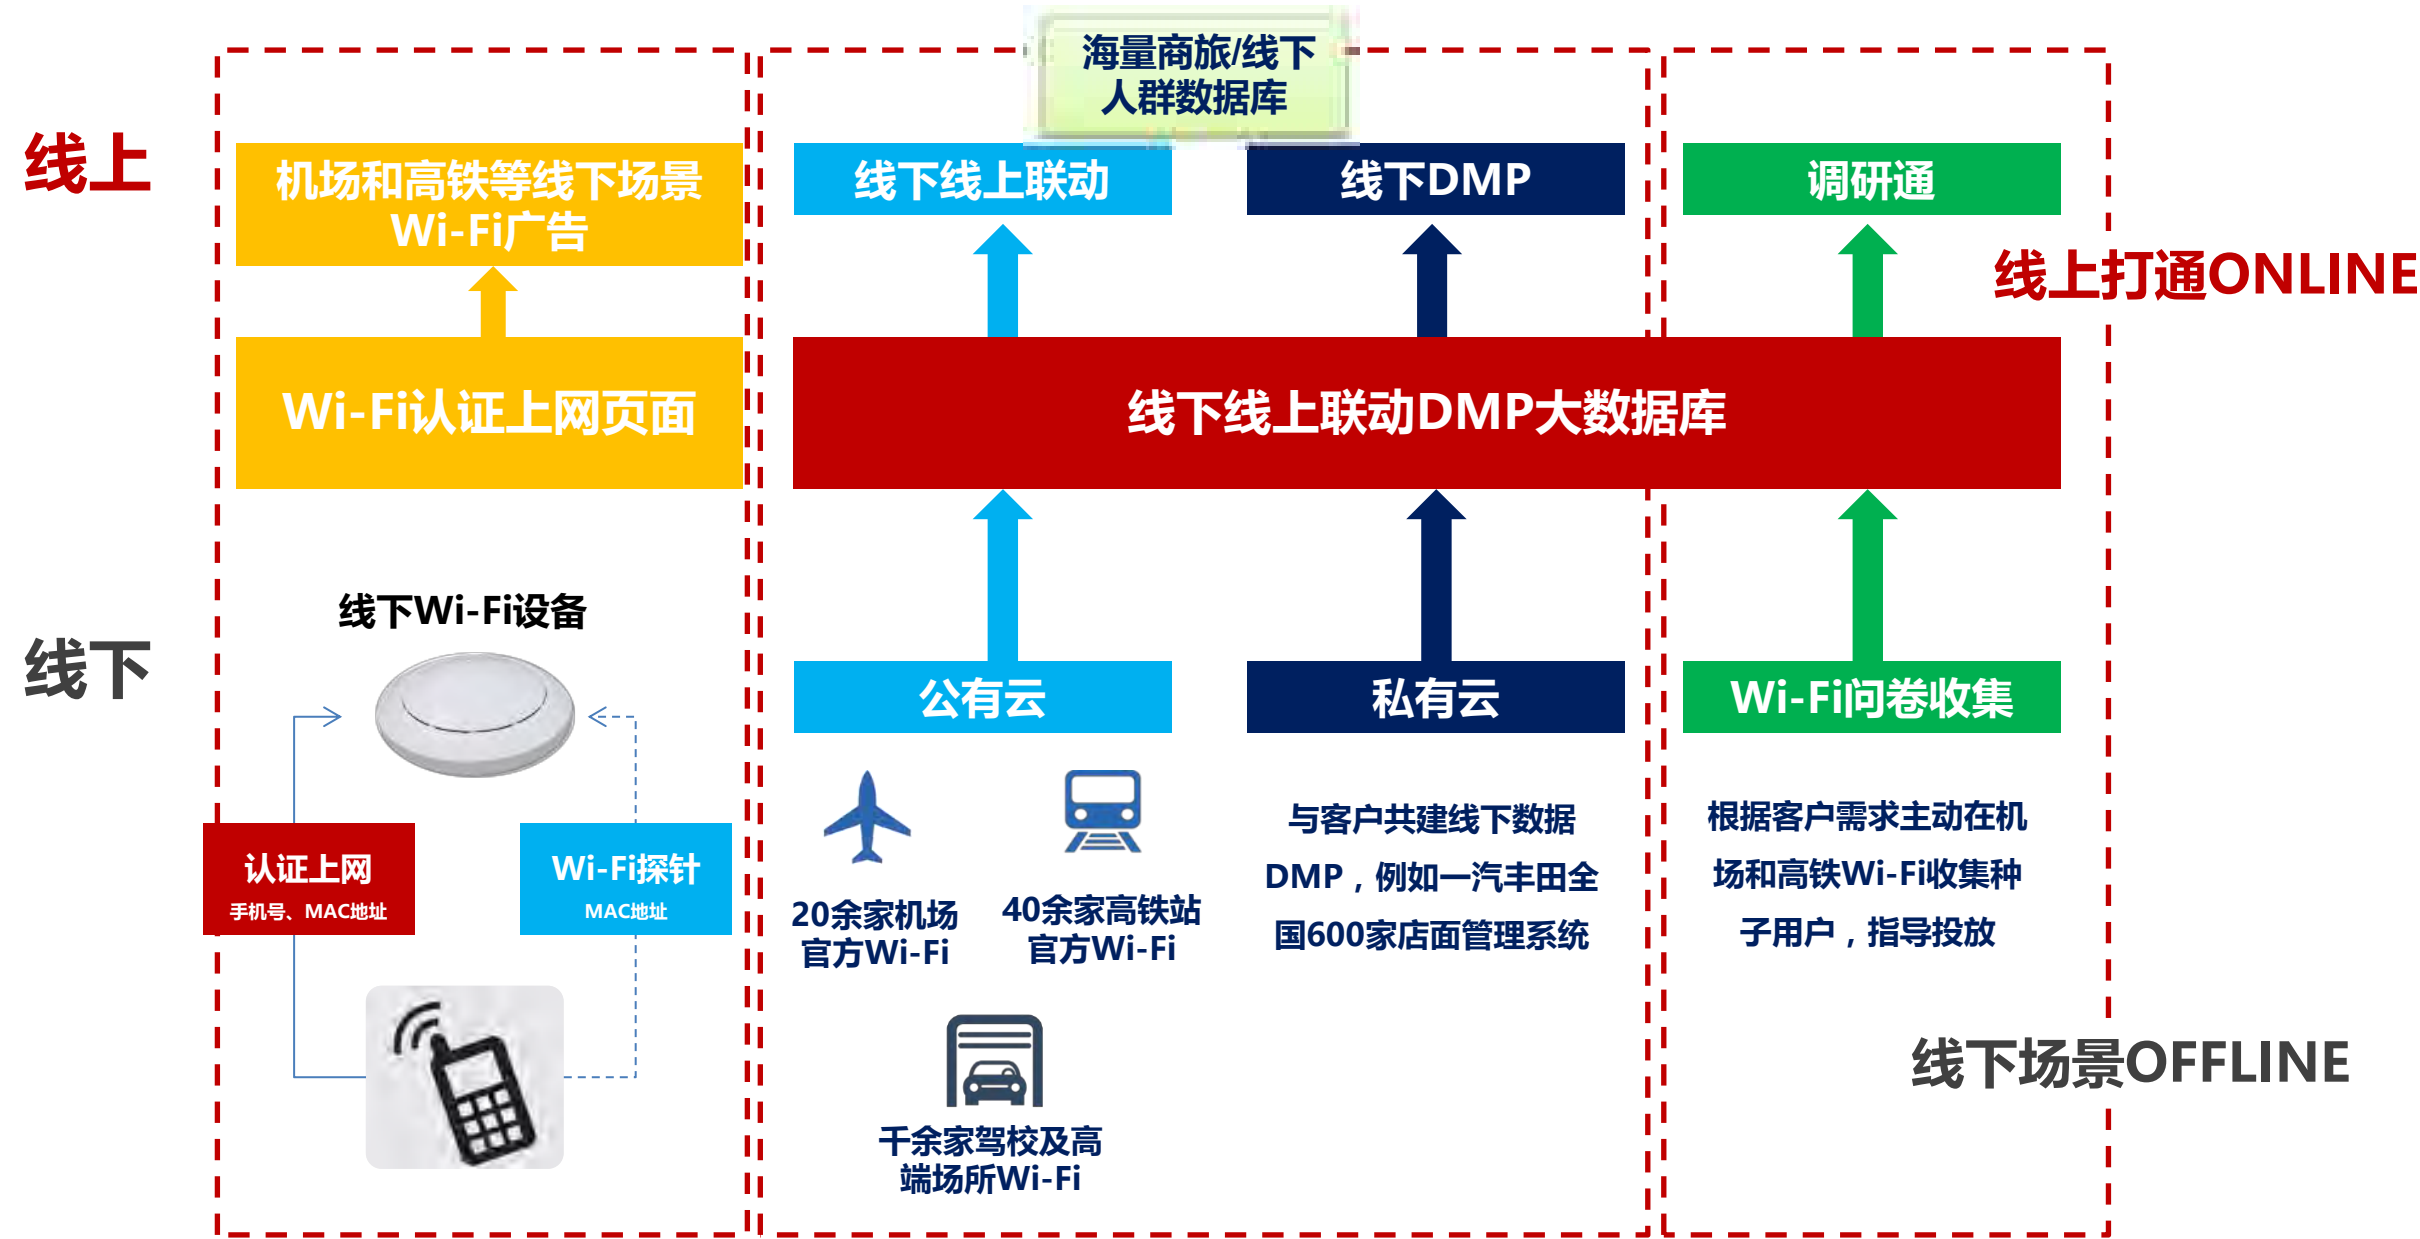 海量商旅/线下
人群数据库
线上
机场和高铁等线下场景
Wi-Fi广告
线下线上联动
线下DMP
调研通
线上打通ONLINE
Wi-Fi认证上网页面
线下线上联动DMP大数据库
线下
线下Wi-Fi设备
公有云
私有云
Wi-Fi问卷收集
认证上网
手机号、MAC地址
Wi-Fi探针
MAC地址
20余家机场
官方Wi-Fi
40余家高铁站
官方Wi-Fi
千余家驾校及高
端场所Wi-Fi
与客户共建线下数据
DMP，例如一汽丰田全
国600家店面管理系统
根据客户需求主动在机
场和高铁Wi-Fi收集种
子用户，指导投放
线下场景OFFLINE